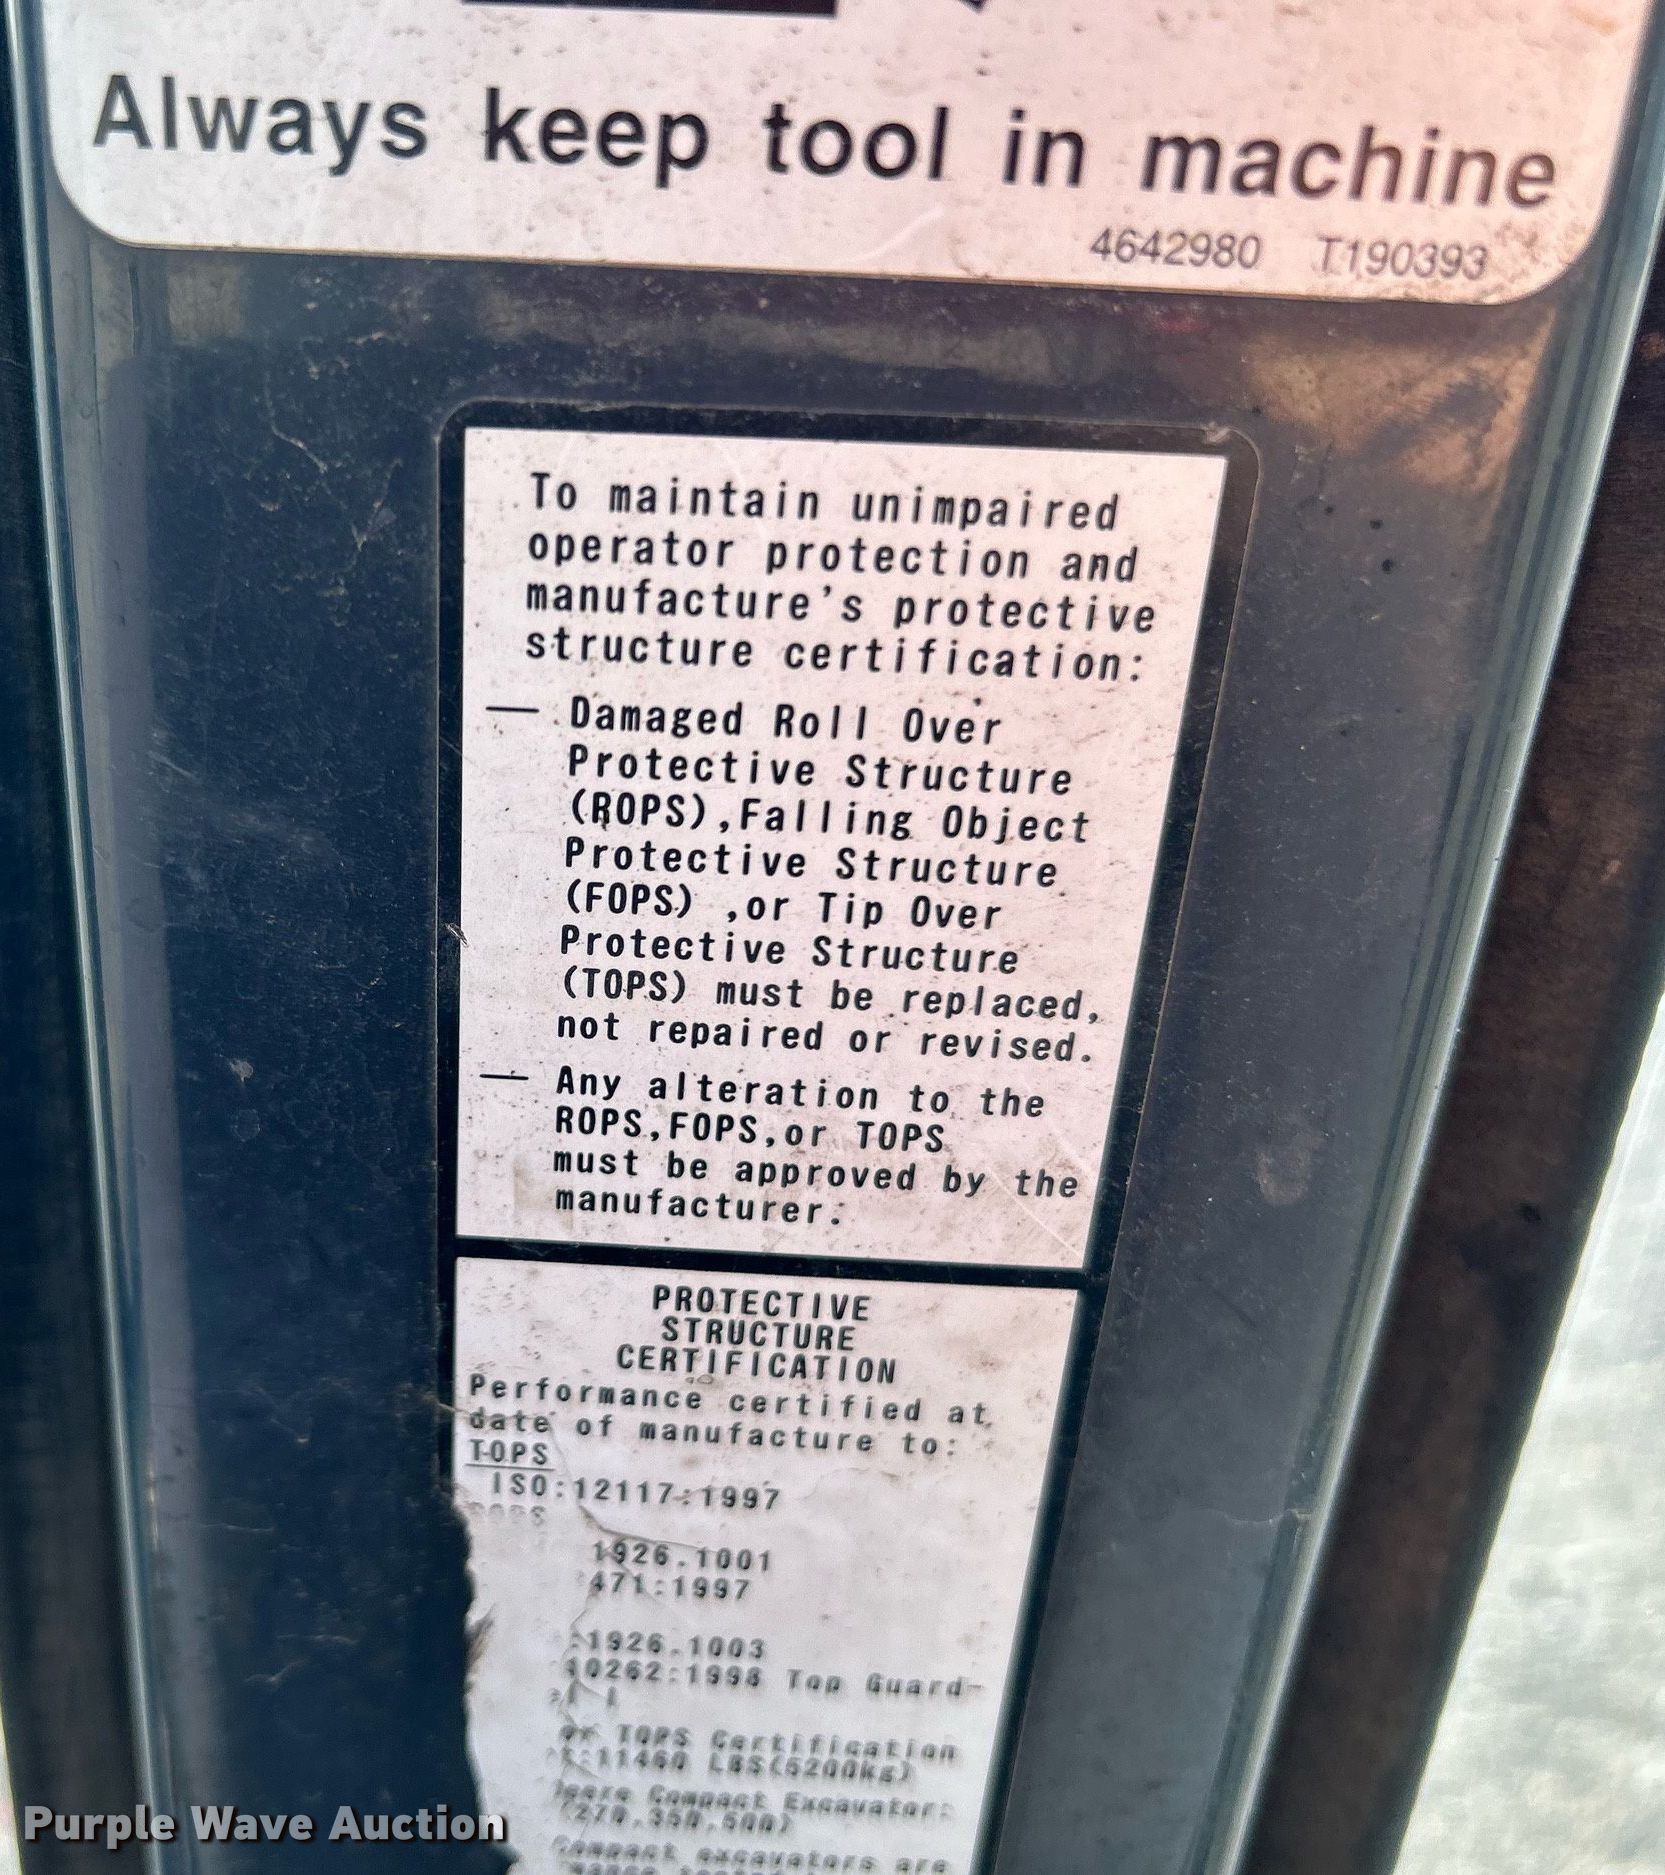 Always keep tool in machine
4642980 T190393
To maintain unimpaired
operator protection and
manufacture's protective
structure certification:
— Damaged Roll Over
Protective Structure
(ROPS),Falling Object
Protective Structure
(FOPS) ,or Tip Over
Protective Structure
(TOPS) must be replaced,
not repaired or revised.
— Any alteration to the
ROPS,FOPS,or TOPS
must be approved by the
manufacturer.
PROTECTIVE
STRUCTURE
CERTIFICATION
Performance certified at
date of manufacture to:
TOPS
ISO:12117:1997
1926.1001
471:1997
:1926.1003
10262:1998 Top Guard-
or TOPS Certification
:11460 LBS(5200kg)
Compact Excavator:
Compact excavators are
Purple Wave Auction